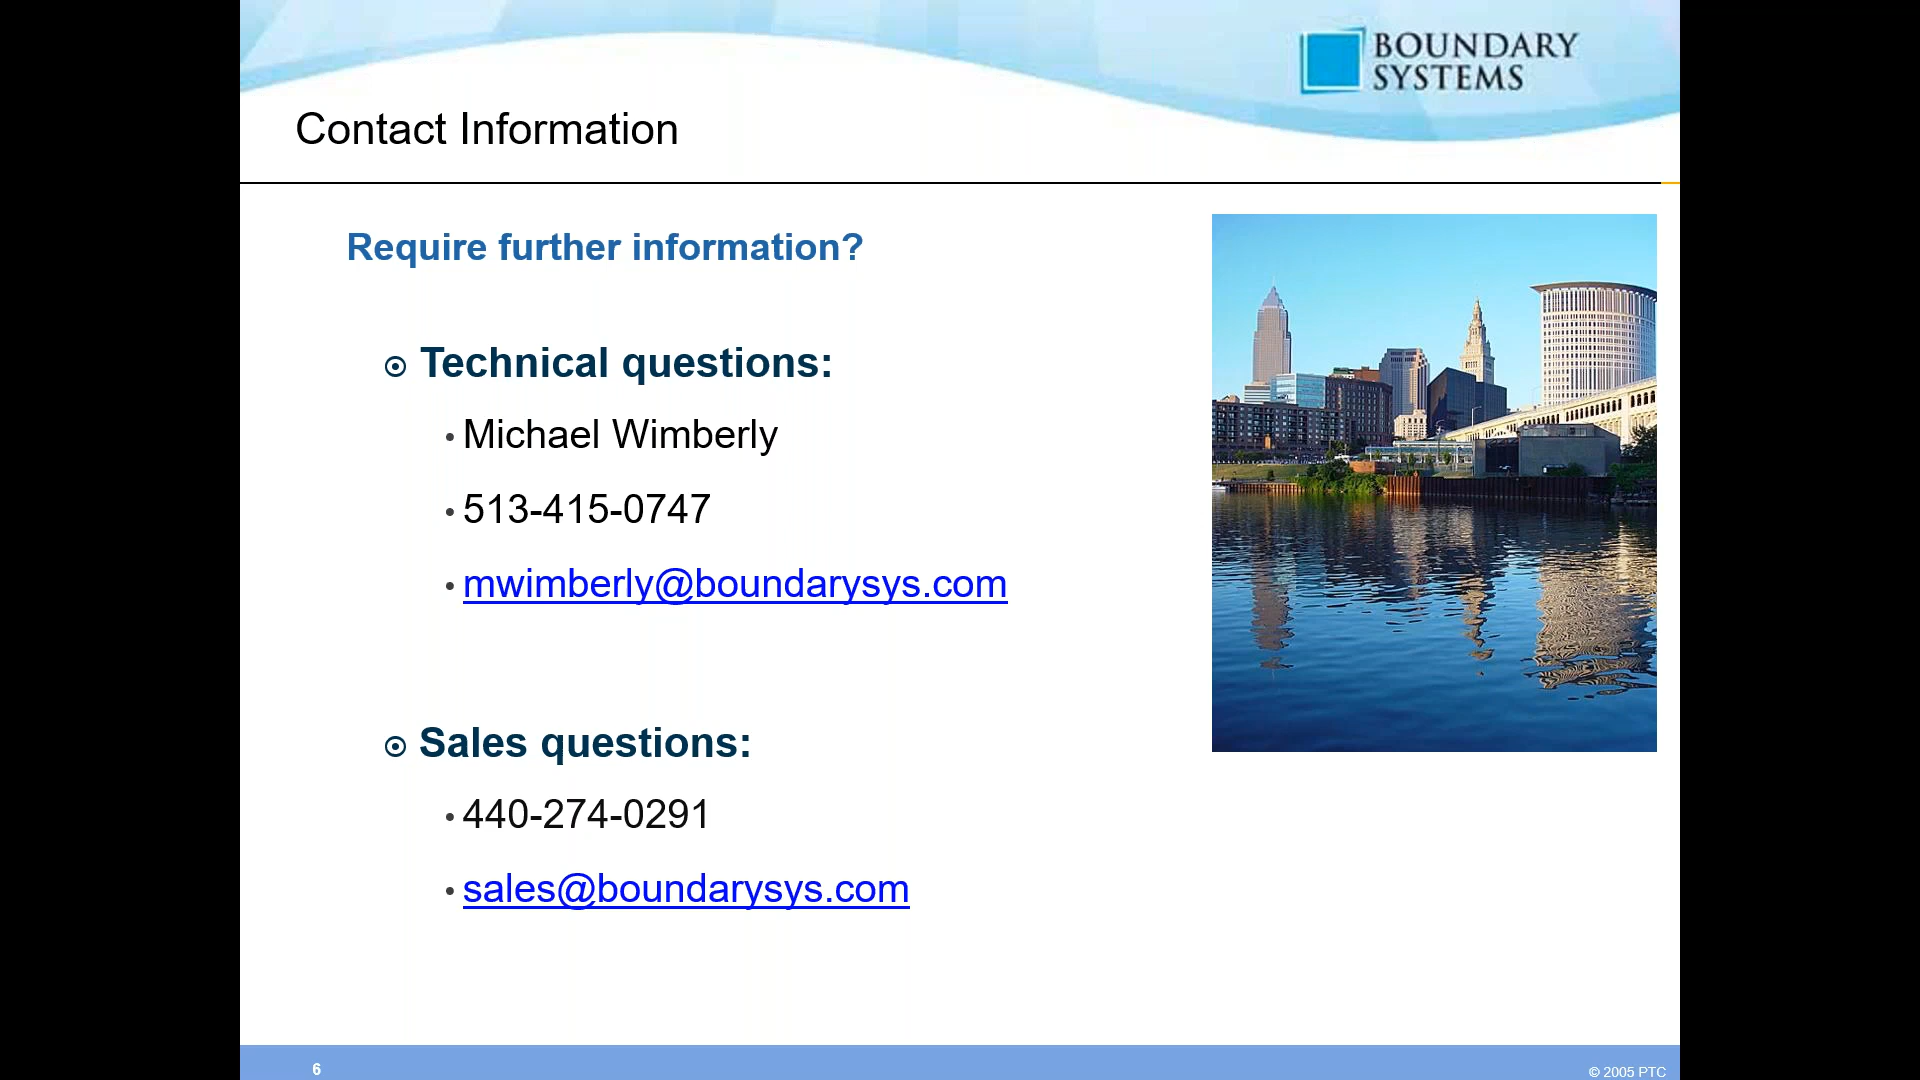 BOUNDARY
SYSTEMS
Contact Information
Require further information?
Technical questions:
• Michael Wimberly
• 513-415-0747
• mwimberly@boundarysys.com
Sales questions:
• 440-274-0291
• sales@boundarysys.com
6
© 2005 PTC